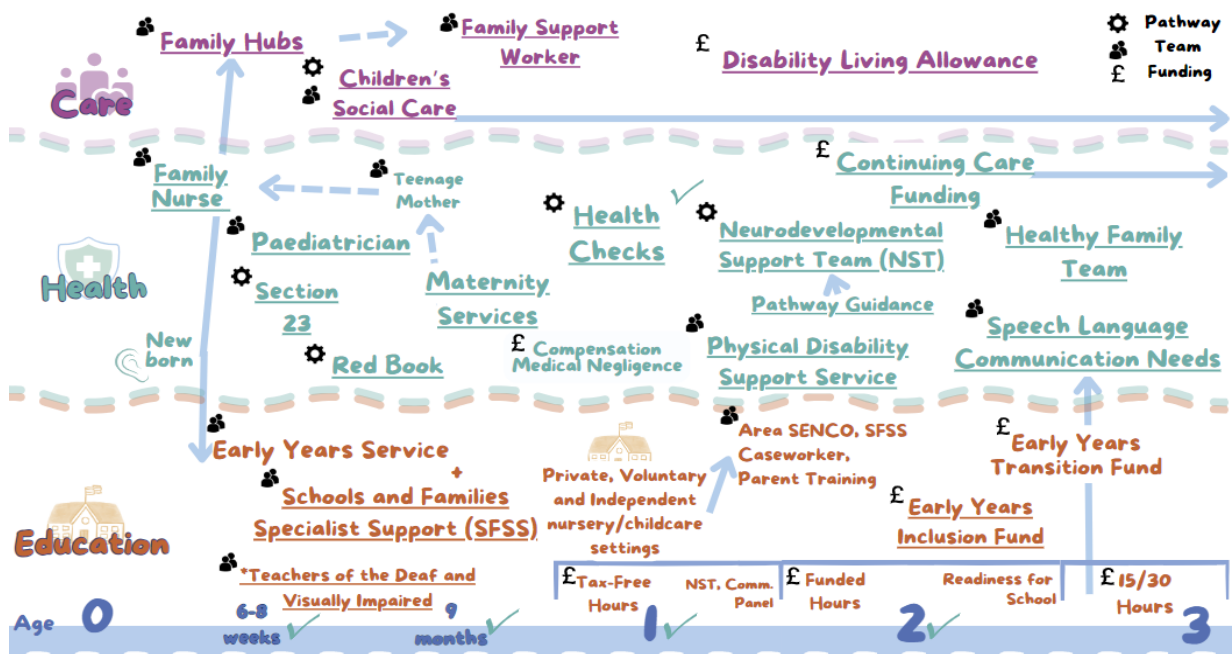 Family Hubs
Family Support
Worker
Disability Living Allowance
Pathway
Team
£ Funding
£
Care
Children's
Social Care
Family
Nurse
Teenage
Mother
£
Continuing Care
Funding
Health
Checks
Neurodevelopmental
Support Team (NST)
Healthy Family
Team
Paediatrician
Health
Section
23
Maternity
Services
Pathway Guidance
New
born
Red Book
£ Compensation
Medical Negligence
Physical Disability
Support Service
Speech Language
Communication Needs
Early Years Service
+
Schools and Families
Specialist Support (SFSS)
Private, Voluntary
and Independent
nursery/childcare
settings
Area SENCO, SFSS
Caseworker,
Parent Training
£ Early Years
Transition Fund
£ Early Years
Inclusion Fund
Education
*Teachers of the Deaf and
Visually Impaired
£ Tax-Free
Hours
NST, Comm.
Panel
£ Funded
Hours
Readiness for
School
£ 15/30
Hours
Age 0
6-8
weeks
9
months
1
2
3